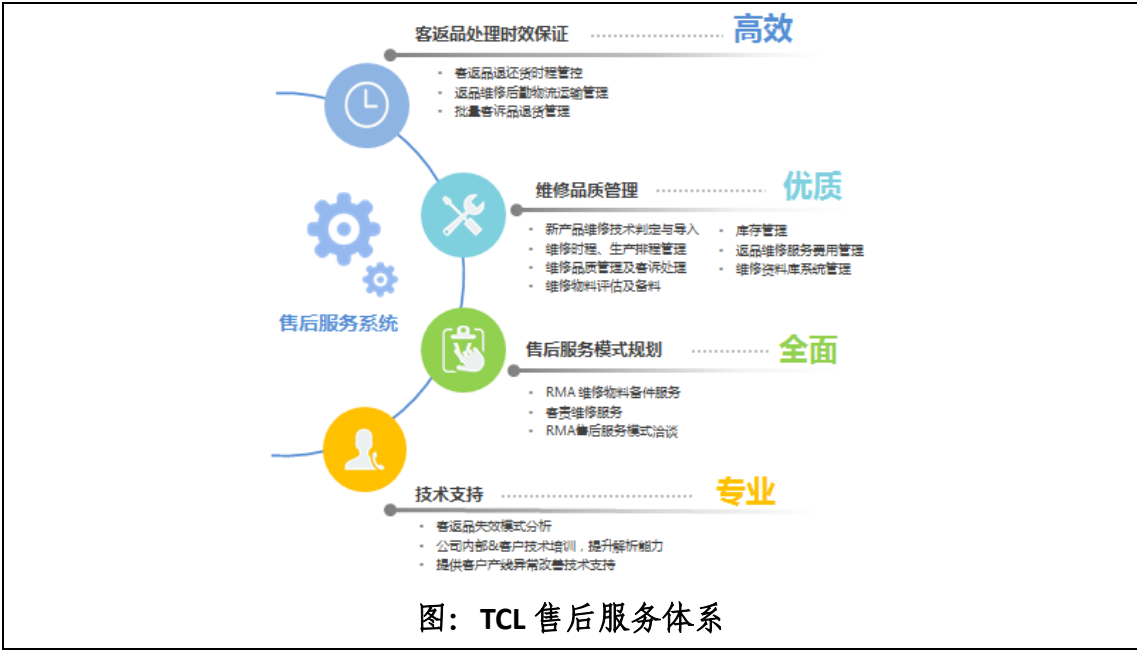 客返品处理时效保证 高效
客返品退还货时程管控
返品维修后勤物流运输管理
批量客诉品退货管理
维修品质管理 优质
新产品维修技术判定与导入
维修时程、生产排程管理
维修品质管理及客诉处理
维修物料评估及备料
库存管理
返品维修服务费用管理
维修资料库系统管理
售后服务系统
售后服务模式规划 全面
RMA 维修物料备件服务
客责维修服务
RMA售后服务模式洽谈
技术支持 专业
客返品失效模式分析
公司内部&客户技术培训，提升解析能力
提供客户产线异常改善技术支持
图：TCL 售后服务体系